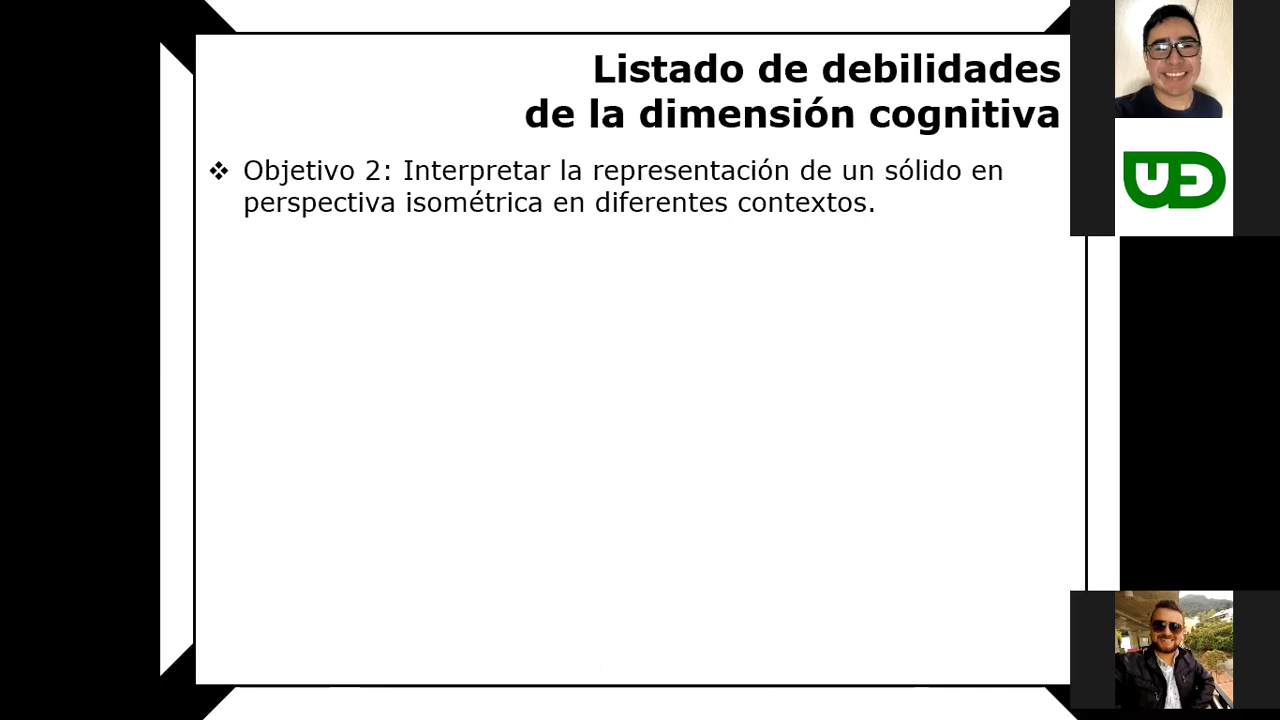 Listado de debilidades
de la dimensión cognitiva
❖ Objetivo 2: Interpretar la representación de un sólido en
perspectiva isométrica en diferentes contextos.
UD